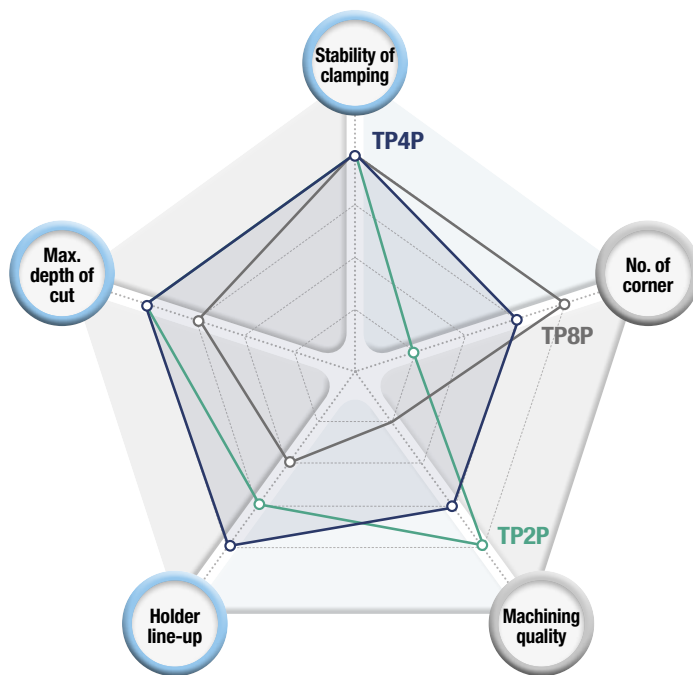 Stability of
clamping
TP4P
Max.
depth of
cut
No. of
corner
TP8P
TP2P
Holder
line-up
Machining
quality